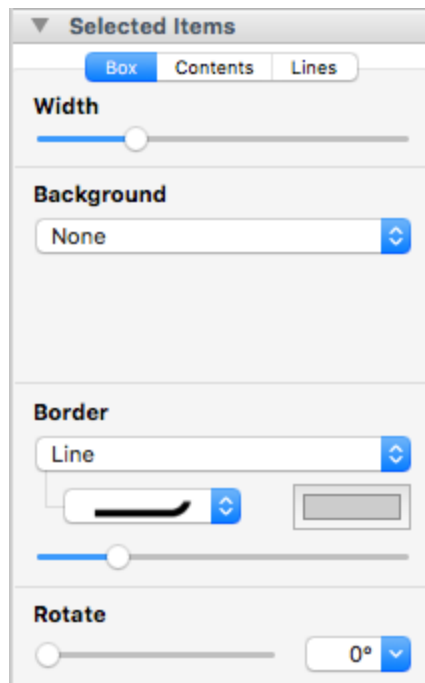 Selected Items
Box Contents Lines
Width
Background
None
Border
Line
Rotate
0°